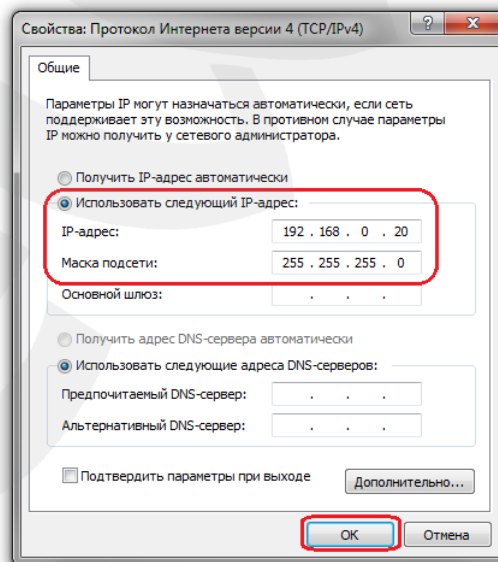 Свойства: Протокол Интернета версии 4 (TCP/IPv4)
?
Общие
Параметры IP могут назначаться автоматически, если сеть
поддерживает эту возможность. В противном случае параметры
IP можно получить у сетевого администратора.
Получить IP-адрес автоматически
Использовать следующий IP-адрес:
IP-адрес: 192 . 168 . 0 . 20
Маска подсети: 255 . 255 . 255 . 0
Основной шлюз: . . .
Получить адрес DNS-сервера автоматически
Использовать следующие адреса DNS-серверов:
Предпочитаемый DNS-сервер: . . .
Альтернативный DNS-сервер: . . .
Подтвердить параметры при выходе
Дополнительно...
ОК
Отмена